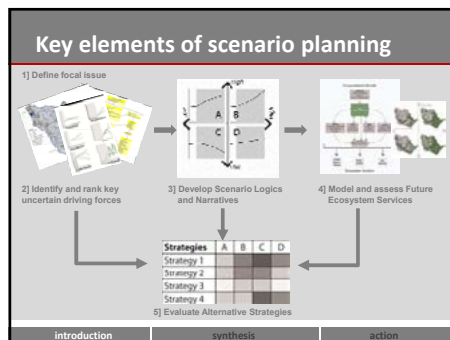 Key elements of scenario planning
1] Define focal issue
A B
C D
2] Identify and rank key
uncertain driving forces
3] Develop Scenario Logics
and Narratives
4] Model and assess Future
Ecosystem Services
Strategies A B C D
Strategy 1
Strategy 2
Strategy 3
Strategy 4
5] Evaluate Alternative Strategies
introduction synthesis action